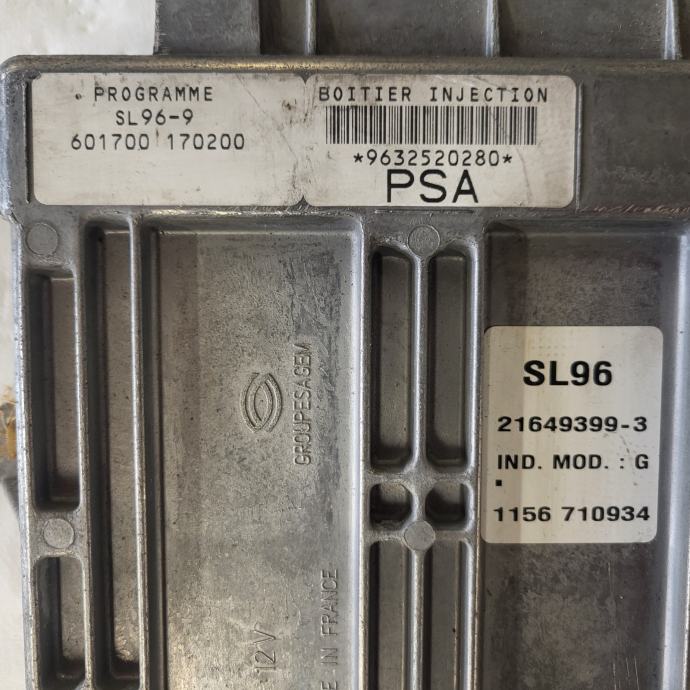 PROGRAMME
SL96-9
601700 170200
BOITIER INJECTION
*9632520280*
PSA
SL96
21649399-3
IND. MOD. : G
1156 710934
GROUPESAGEM
12V
E IN FRANCE